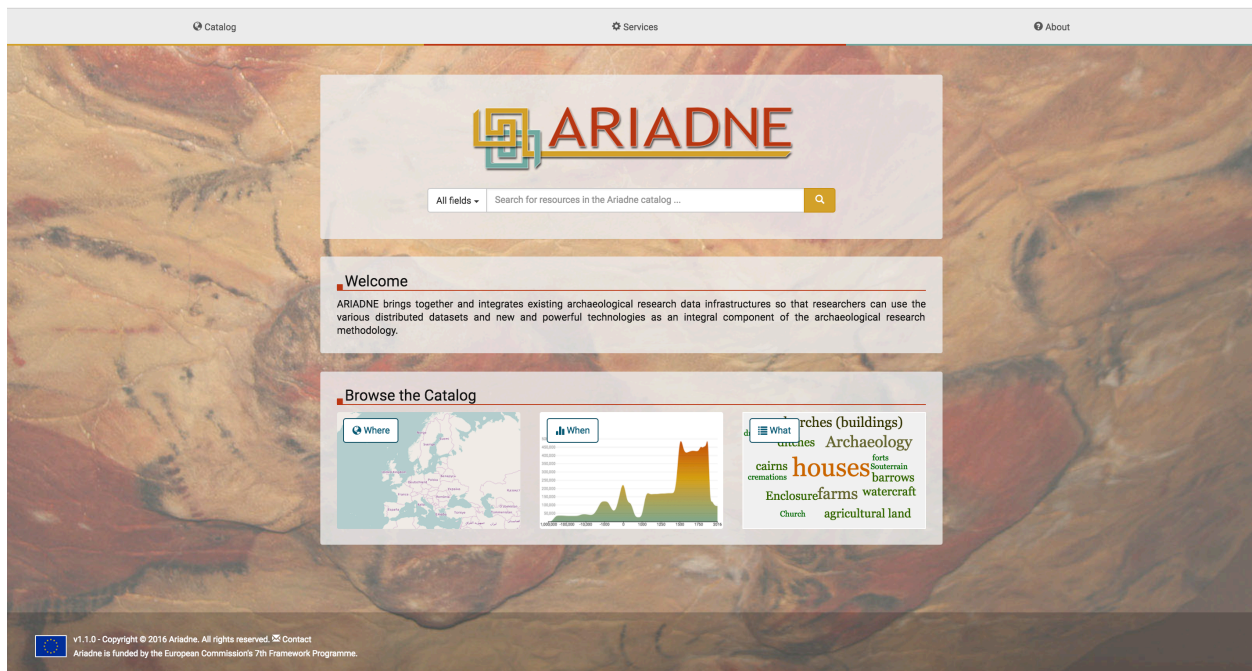 Catalog
Services
About
ARIADNE
All fields
Search for resources in the Ariadne catalog ...
Welcome
ARIADNE brings together and integrates existing archaeological research data infrastructures so that researchers can use the
various distributed datasets and new and powerful technologies as an integral component of the archaeological research
methodology.
Browse the Catalog
Where
When
What
(buildings)
Archaeology
cairns
houses
forts
Souterrain
cremations
barrows
Enclosure
farms
watercraft
Church
agricultural land
v1.1.0 - Copyright © 2016 Ariadne. All rights reserved. Contact
Ariadne is funded by the European Commission's 7th Framework Programme.